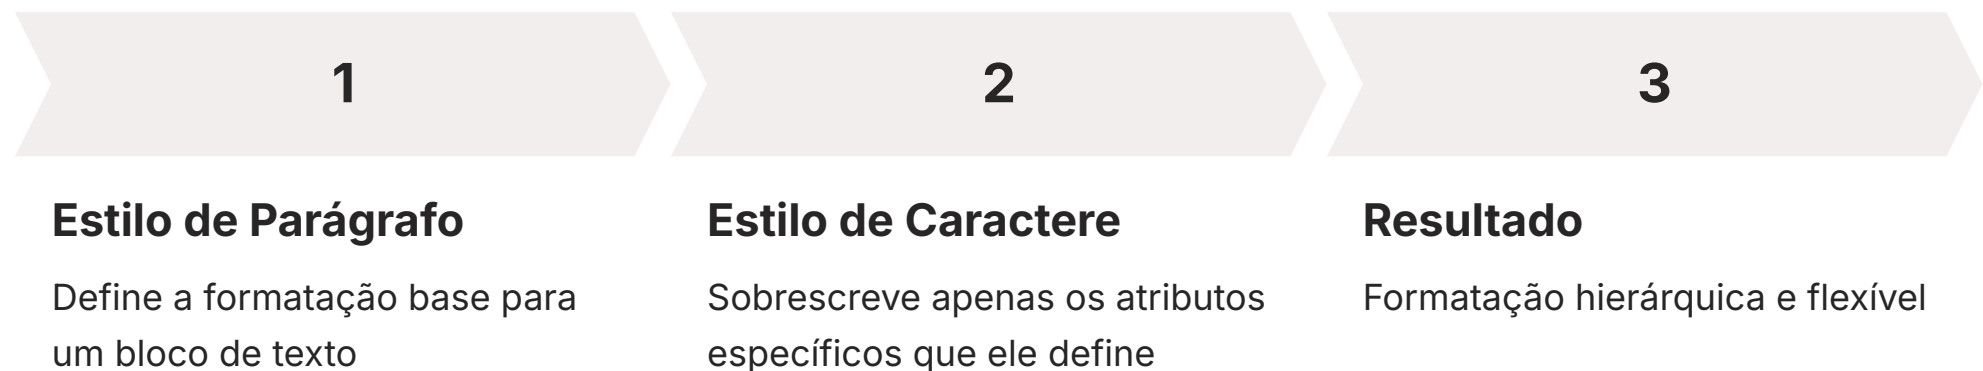 1
Estilo de Parágrafo
Define a formatação base para
um bloco de texto
2
Estilo de Caractere
Sobrescreve apenas os atributos
específicos que ele define
3
Resultado
Formatação hierárquica e flexível